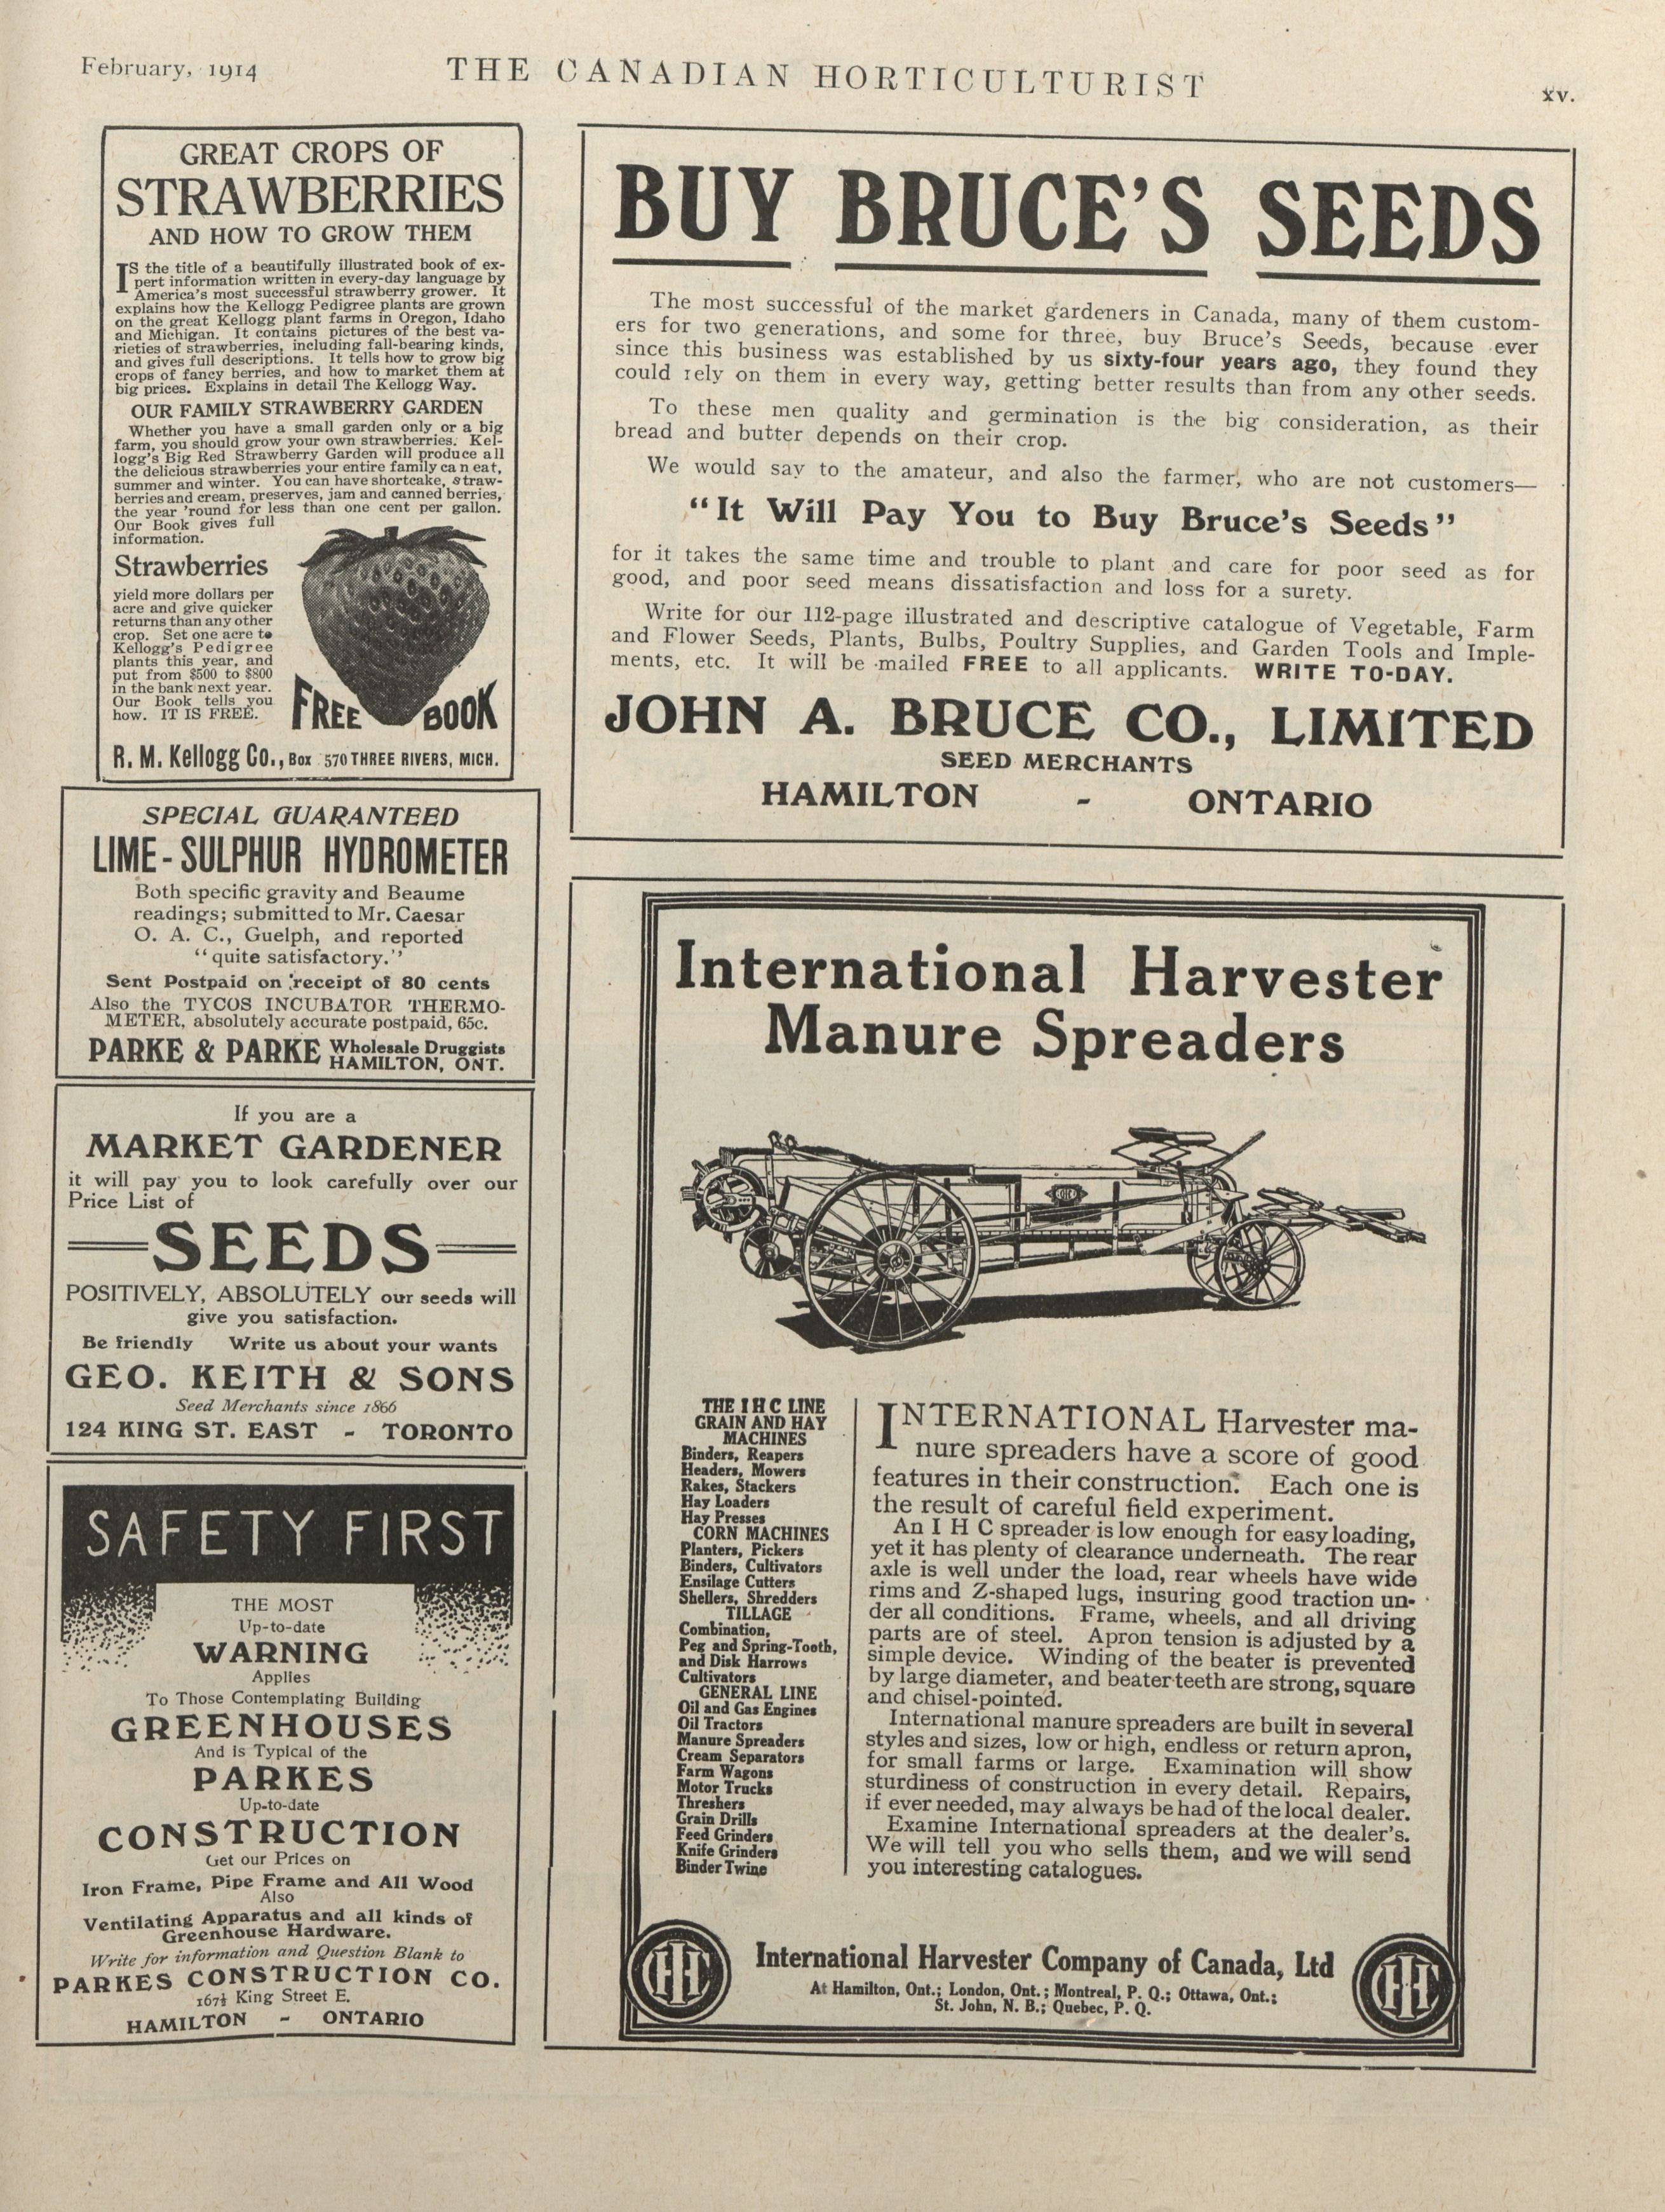 February, 1914
THE CANADIAN HORTICULTURIST
xv.
GREAT CROPS OF
STRAWBERRIES
AND HOW TO GROW THEM
IS the title of a beautifully illustrated book of ex-
pert information written in every-day language by
America's most successful strawberry grower. It
explains how the Kellogg Pedigree plants are grown
on the great Kellogg plant farms in Oregon, Idaho
and Michigan. It contains pictures of the best va-
rieties of strawberries, including fall-bearing kinds,
and gives full descriptions. It tells how to grow big
crops of fancy berries, and how to market them at
big prices. Explains in detail The Kellogg Way.
OUR FAMILY STRAWBERRY GARDEN
Whether you have a small garden only or a big
farm, you should grow your own strawberries. Kel-
logg's Big Red Strawberry Garden will produce all
the delicious strawberries your entire family can eat,
summer and winter. You can have shortcake, straw-
berries and cream, preserves, jam and canned berries,
the year 'round for less than one cent per gallon.
Our Book gives full
information.
Strawberries
yield more dollars per
acre and give quicker
returns than any other
crop. Set one acre to
Kellogg's Pedigree
plants this year, and
put from $500 to $800
in the bank next year.
Our Book tells you
how. IT IS FREE.
FREE BOOK
R. M. Kellogg Co., Box 570 THREE RIVERS, MICH.
SPECIAL GUARANTEED
LIME-SULPHUR HYDROMETER
Both specific gravity and Beaume
readings; submitted to Mr. Caesar
O. A. C., Guelph, and reported
"quite satisfactory."
Sent Postpaid on receipt of 80 cents
Also the TYCOS INCUBATOR THERMO-
METER, absolutely accurate postpaid, 65c.
PARKE & PARKE Wholesale Druggists
HAMILTON, ONT.
If you are a
MARKET GARDENER
it will pay you to look carefully over our
Price List of
SEEDS
POSITIVELY, ABSOLUTELY our seeds will
give you satisfaction.
Be friendly Write us about your wants
GEO. KEITH & SONS
Seed Merchants since 1866
124 KING ST. EAST - TORONTO
SAFETY FIRST
THE MOST
Up-to-date
WARNING
Applies
To Those Contemplating Building
GREENHOUSES
And is Typical of the
PARKES
Up-to-date
CONSTRUCTION
Get our Prices on
Iron Frame, Pipe Frame and All Wood
Also
Ventilating Apparatus and all kinds of
Greenhouse Hardware.
Write for information and Question Blank to
PARKES CONSTRUCTION CO.
167½ King Street E.
HAMILTON - ONTARIO
BUY BRUCE'S SEEDS
The most successful of the market gardeners in Canada, many of them custom-
ers for two generations, and some for three, buy Bruce's Seeds, because ever
since this business was established by us sixty-four years ago, they found they
could rely on them in every way, getting better results than from any other seeds.
To these men quality and germination is the big consideration, as their
bread and butter depends on their crop.
We would say to the amateur, and also the farmer, who are not customers—
"It Will Pay You to Buy Bruce's Seeds"
for it takes the same time and trouble to plant and care for poor seed as for
good, and poor seed means dissatisfaction and loss for a surety.
Write for our 112-page illustrated and descriptive catalogue of Vegetable, Farm
and Flower Seeds, Plants, Bulbs, Poultry Supplies, and Garden Tools and Imple-
ments, etc. It will be mailed FREE to all applicants. WRITE TO-DAY.
JOHN A. BRUCE CO., LIMITED
SEED MERCHANTS
HAMILTON - ONTARIO
International Harvester
Manure Spreaders
IHC
THE I H C LINE
GRAIN AND HAY
MACHINES
Binders, Reapers
Headers, Mowers
Rakes, Stackers
Hay Loaders
Hay Presses
CORN MACHINES
Planters, Pickers
Binders, Cultivators
Ensilage Cutters
Shellers, Shredders
TILLAGE
Combination,
Peg and Spring-Tooth,
and Disk Harrows
Cultivators
GENERAL LINE
Oil and Gas Engines
Oil Tractors
Manure Spreaders
Cream Separators
Farm Wagons
Motor Trucks
Threshers
Grain Drills
Feed Grinders
Knife Grinders
Binder Twine
INTERNATIONAL Harvester ma-
nure spreaders have a score of good
features in their construction. Each one is
the result of careful field experiment.
An I H C spreader is low enough for easy loading,
yet it has plenty of clearance underneath. The rear
axle is well under the load, rear wheels have wide
rims and Z-shaped lugs, insuring good traction un-
der all conditions. Frame, wheels, and all driving
parts are of steel. Apron tension is adjusted by a
simple device. Winding of the beater is prevented
by large diameter, and beater teeth are strong, square
and chisel-pointed.
International manure spreaders are built in several
styles and sizes, low or high, endless or return apron,
for small farms or large. Examination will show
sturdiness of construction in every detail. Repairs,
if ever needed, may always be had of the local dealer.
Examine International spreaders at the dealer's.
We will tell you who sells them, and we will send
you interesting catalogues.
IHC
International Harvester Company of Canada, Ltd
At Hamilton, Ont.; London, Ont.; Montreal, P. Q.; Ottawa, Ont.;
St. John, N. B.; Quebec, P. Q.
IHC